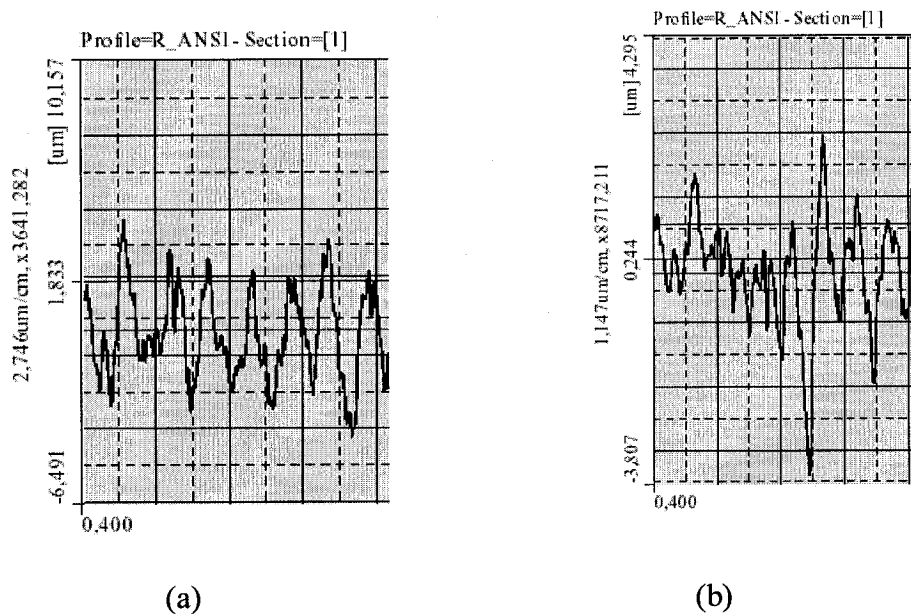 Profile=R_ANSI - Section=[1]
[um] 10,157
2,746um/cm, x3641,282
1,833
-6,491
0,400
(a)
Profile=R_ANSI - Section=[1]
[um] 4,295
1,147um/cm, x8717,211
0,244
-3,807
0,400
(b)